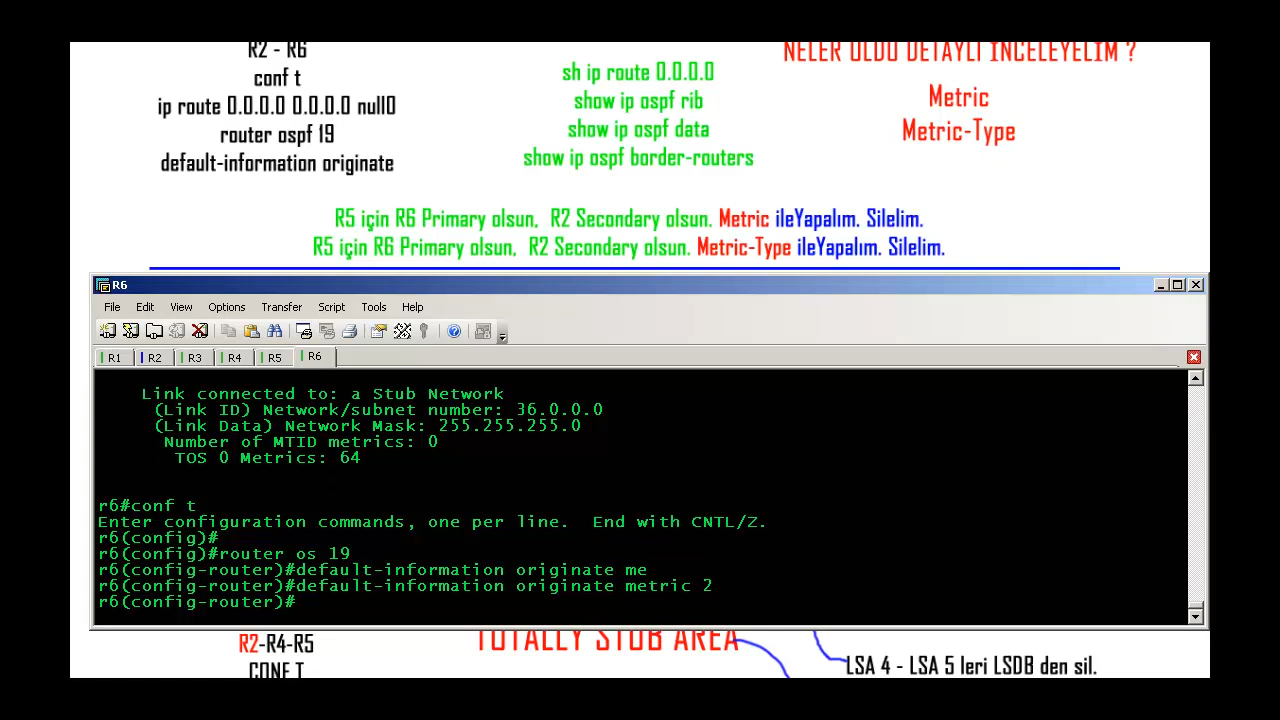 R2 - R6
conf t
ip route 0.0.0.0 0.0.0.0 null0
router ospf 19
default-information originate
sh ip route 0.0.0.0
show ip ospf rib
show ip ospf data
show ip ospf border-routers
NELER OLDU DETAYLI İNCELEYELİM ?
Metric
Metric-Type
R5 için R6 Primary olsun, R2 Secondary olsun. Metric ileYapalım. Silelim.
R5 için R6 Primary olsun, R2 Secondary olsun. Metric-Type ileYapalım. Silelim.
R6
File Edit View Options Transfer Script Tools Help
R1 R2 R3 R4 R5 R6
Link connected to: a Stub Network
(Link ID) Network/subnet number: 36.0.0.0
(Link Data) Network Mask: 255.255.255.0
Number of MTID metrics: 0
TOS 0 Metrics: 64
r6#conf t
Enter configuration commands, one per line. End with CNTL/Z.
r6(config)#
r6(config)#router os 19
r6(config-router)#default-information originate me
r6(config-router)#default-information originate metric 2
r6(config-router)#
R2-R4-R5
CONF T
TOTALLY STUB AREA
LSA 4 - LSA 5 leri LSDB den sil.